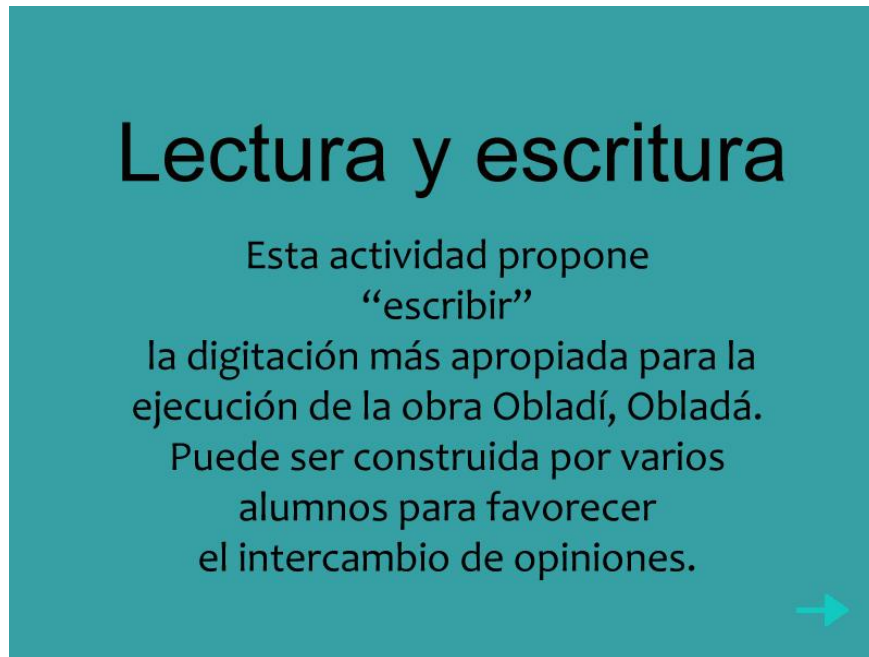 Lectura y escritura
Esta actividad propone
“escribir”
la digitación más apropiada para la
ejecución de la obra Obladí, Obladá.
Puede ser construida por varios
alumnos para favorecer
el intercambio de opiniones.